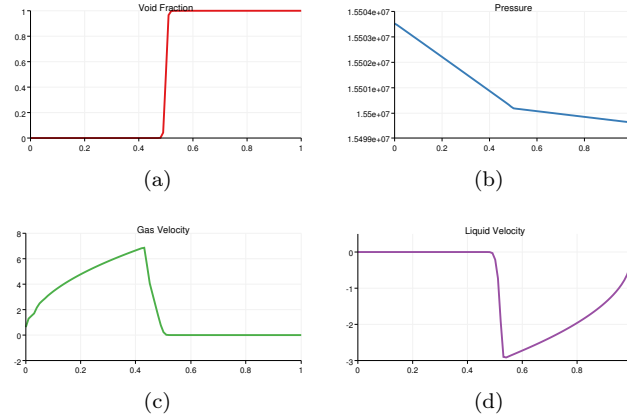 Void Fraction
1
0.8
0.6
0.4
0.2
0
0 0.2 0.4 0.6 0.8 1
(a)
Pressure
1.5504e+07
1.5503e+07
1.5502e+07
1.5501e+07
1.55e+07
1.5499e+07
0 0.2 0.4 0.6 0.8
(b)
Gas Velocity
8
6
4
2
0
-2
0 0.2 0.4 0.6 0.8 1
(c)
Liquid Velocity
0
-1
-2
-3
0 0.2 0.4 0.6 0.8
(d)